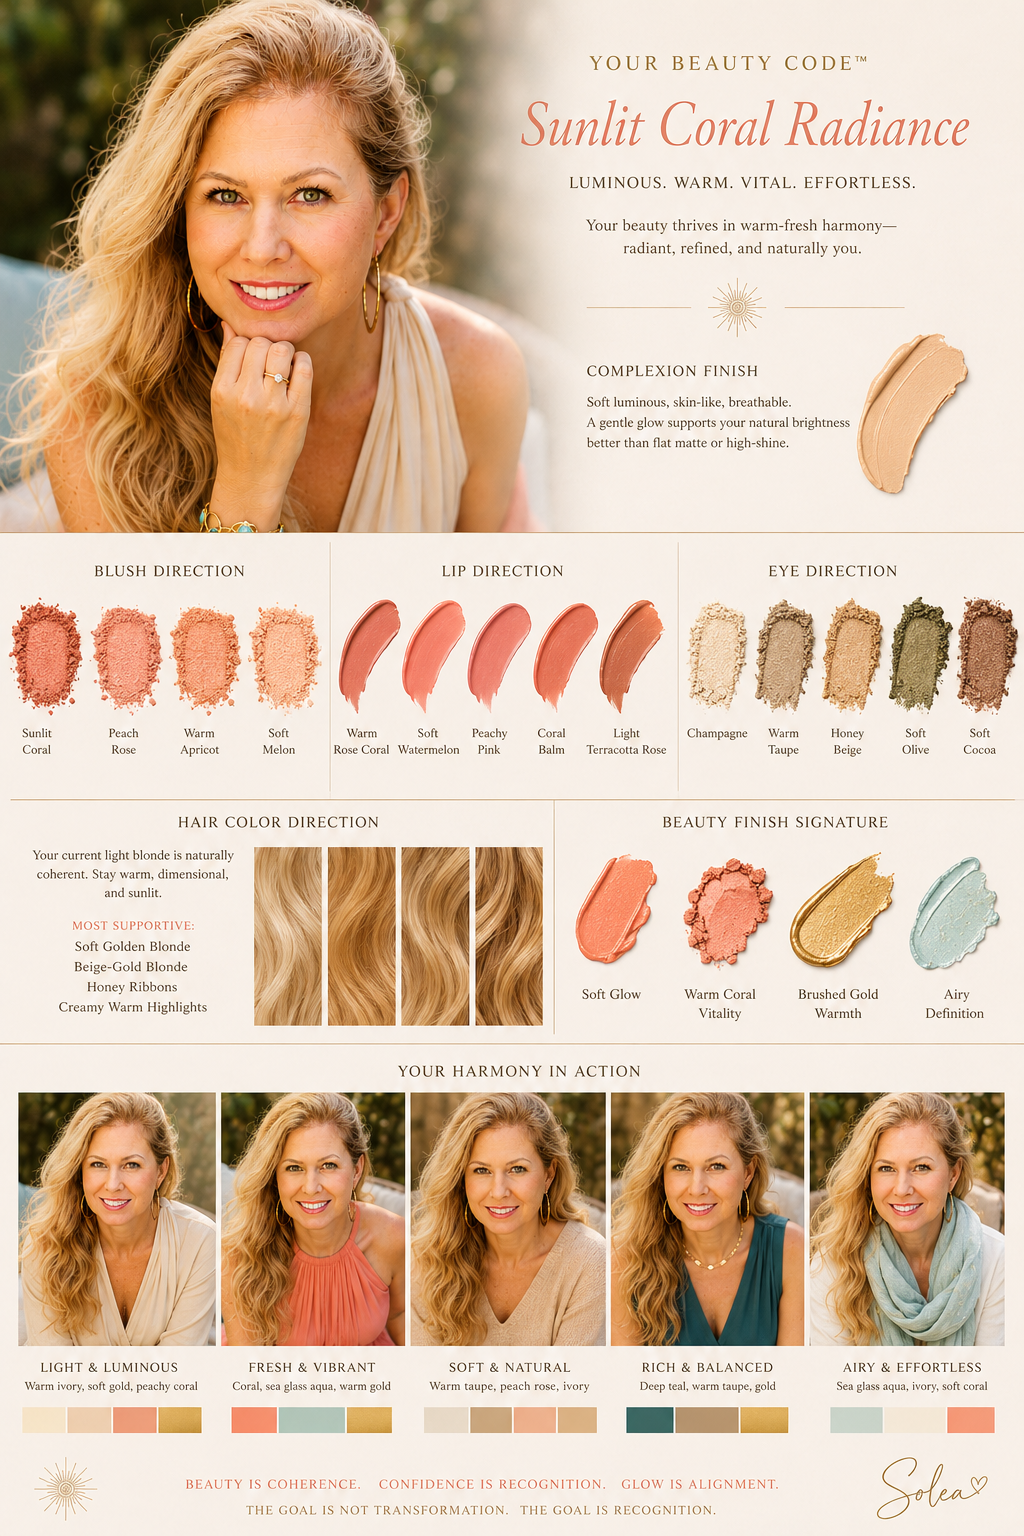 YOUR BEAUTY CODE™
Sunlit Coral Radiance
LUMINOUS. WARM. VITAL. EFFORTLESS.
Your beauty thrives in warm-fresh harmony—
radiant, refined, and naturally you.
COMPLEXION FINISH
Soft luminous, skin-like, breathable.
A gentle glow supports your natural brightness
better than flat matte or high-shine.
BLUSH DIRECTION
Sunlit
Coral
Peach
Rose
Warm
Apricot
Soft
Melon
LIP DIRECTION
Warm
Rose Coral
Soft
Watermelon
Peachy
Pink
Coral
Balm
Light
Terracotta Rose
EYE DIRECTION
Champagne
Warm
Taupe
Honey
Beige
Soft
Olive
Soft
Cocoa
HAIR COLOR DIRECTION
Your current light blonde is naturally
coherent. Stay warm, dimensional,
and sunlit.
MOST SUPPORTIVE:
Soft Golden Blonde
Beige-Gold Blonde
Honey Ribbons
Creamy Warm Highlights
BEAUTY FINISH SIGNATURE
Soft Glow
Warm Coral
Vitality
Brushed Gold
Warmth
Airy
Definition
YOUR HARMONY IN ACTION
LIGHT & LUMINOUS
Warm ivory, soft gold, peachy coral
FRESH & VIBRANT
Coral, sea glass aqua, warm gold
SOFT & NATURAL
Warm taupe, peach rose, ivory
RICH & BALANCED
Deep teal, warm taupe, gold
AIRY & EFFORTLESS
Sea glass aqua, ivory, soft coral
BEAUTY IS COHERENCE. CONFIDENCE IS RECOGNITION. GLOW IS ALIGNMENT.
THE GOAL IS NOT TRANSFORMATION. THE GOAL IS RECOGNITION.
Solea